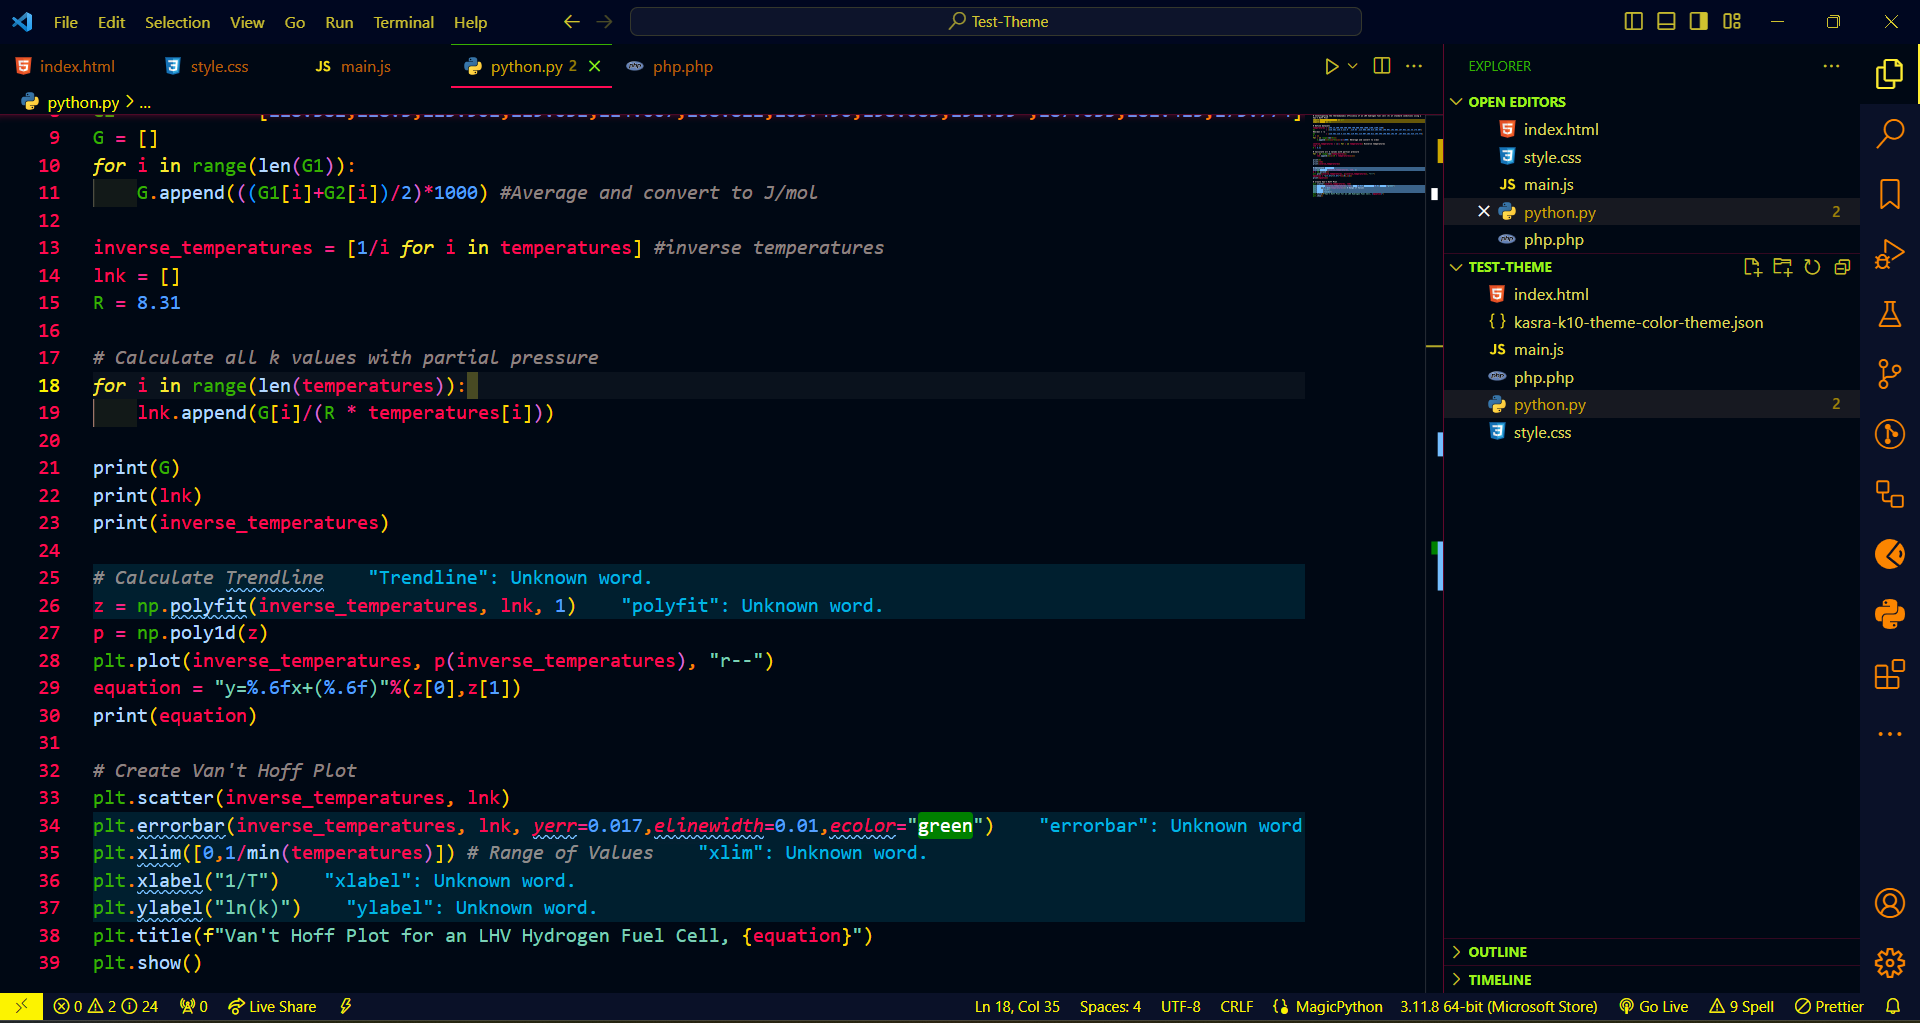 File Edit Selection View Go Run Terminal Help
Test-Theme
index.html style.css JS main.js python.py 2 php.php
python.py > ...
9 G = []
10 for i in range(len(G1)):
11 G.append(((G1[i]+G2[i])/2)*1000) #Average and convert to J/mol
12
13 inverse_temperatures = [1/i for i in temperatures] #inverse temperatures
14 lnk = []
15 R = 8.31
16
17 # Calculate all k values with partial pressure
18 for i in range(len(temperatures)):
19 lnk.append(G[i]/(R * temperatures[i]))
20
21 print(G)
22 print(lnk)
23 print(inverse_temperatures)
24
25 # Calculate Trendline "Trendline": Unknown word.
26 z = np.polyfit(inverse_temperatures, lnk, 1) "polyfit": Unknown word.
27 p = np.poly1d(z)
28 plt.plot(inverse_temperatures, p(inverse_temperatures), "r--")
29 equation = "y=%.6fx+(%.6f)"%(z[0],z[1])
30 print(equation)
31
32 # Create Van't Hoff Plot
33 plt.scatter(inverse_temperatures, lnk)
34 plt.errorbar(inverse_temperatures, lnk, yerr=0.017,elinewidth=0.01,ecolor="green") "errorbar": Unknown word
35 plt.xlim([0,1/min(temperatures)]) # Range of Values "xlim": Unknown word.
36 plt.xlabel("1/T") "xlabel": Unknown word.
37 plt.ylabel("ln(k)") "ylabel": Unknown word.
38 plt.title(f"Van't Hoff Plot for an LHV Hydrogen Fuel Cell, {equation}")
39 plt.show()
EXPLORER
OPEN EDITORS
index.html
style.css
JS main.js
python.py 2
php.php
TEST-THEME
index.html
{} kasra-k10-theme-color-theme.json
JS main.js
php.php
python.py 2
style.css
OUTLINE
TIMELINE
0 2 24 0 Live Share Ln 18, Col 35 Spaces: 4 UTF-8 CRLF MagicPython 3.11.8 64-bit (Microsoft Store) Go Live 9 Spell Prettier